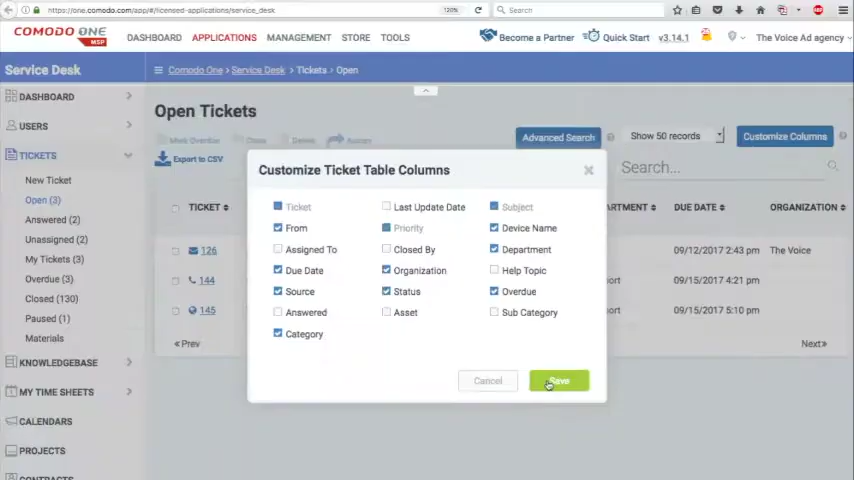 https://one.comodo.com/app/#/licensed-applications/service_desk
120%
Search
COMODO ONE MSP
DASHBOARD APPLICATIONS MANAGEMENT STORE TOOLS
Become a Partner Quick Start v3.14.1 The Voice Ad agency
Service Desk
Comodo One > Service Desk > Tickets › Open
DASHBOARD
USERS
TICKETS
New Ticket
Open (3)
Answered (2)
Unassigned (2)
My Tickets (3)
Overdue (3)
Closed (130)
Paused (1)
Materials
KNOWLEDGEBASE
MY TIME SHEETS
CALENDARS
PROJECTS
CONTRACTS
Open Tickets
Mark Overdue Close Delete Assign
Export to CSV
Advanced Search Show 50 records Customize Columns
Search...
TICKET RTMENT DUE DATE ORGANIZATION
126 09/12/2017 2:43 pm The Voice
144 ort 09/15/2017 4:21 pm
145 ort 09/15/2017 5:10 pm
« Prev Next»
Customize Ticket Table Columns
Ticket Last Update Date Subject
From Priority Device Name
Assigned To Closed By Department
Due Date Organization Help Topic
Source Status Overdue
Answered Asset Sub Category
Category
Cancel Save